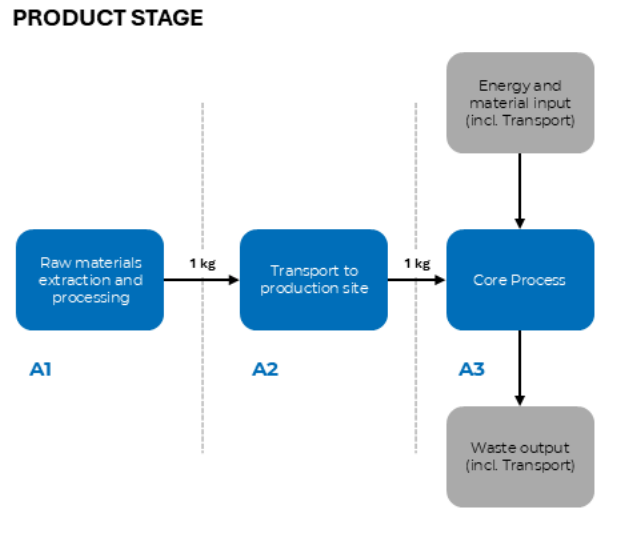 PRODUCT STAGE
Energy and
material input
(incl. Transport)
Raw materials
extraction and
processing
1 kg
Transport to
production site
1 kg
Core Process
A1
A2
A3
Waste output
(incl. Transport)